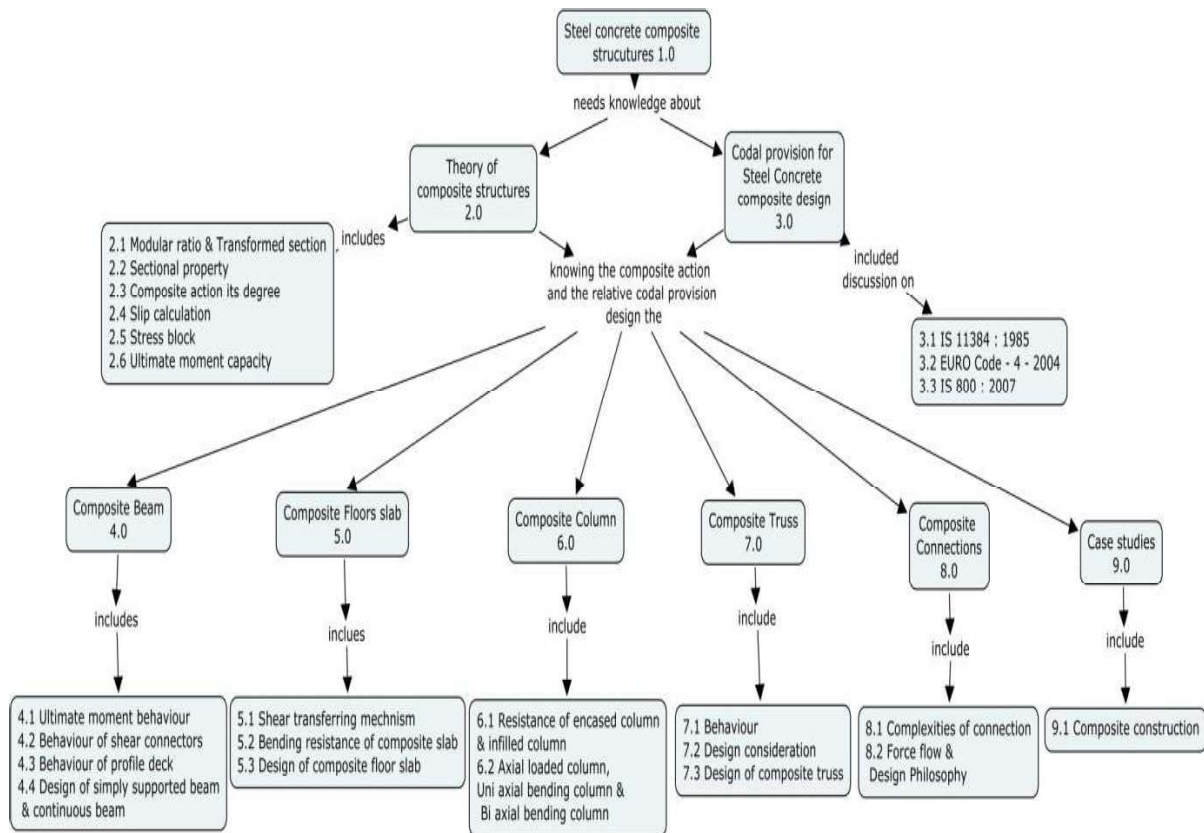 Steel concrete composite
strucutures 1.0
needs knowledge about
Theory of
composite structures
2.0
Codal provision for
Steel Concrete
composite design
3.0
includes
2.1 Modular ratio & Transformed section
2.2 Sectional property
2.3 Composite action its degree
2.4 Slip calculation
2.5 Stress block
2.6 Ultimate moment capacity
knowing the composite action
and the relative codal provision
design the
included
discussion on
3.1 IS 11384 : 1985
3.2 EURO Code - 4 - 2004
3.3 IS 800 : 2007
Composite Beam
4.0
Composite Floors slab
5.0
Composite Column
6.0
Composite Truss
7.0
Composite
Connections
8.0
Case studies
9.0
includes
inclues
include
include
include
include
4.1 Ultimate moment behaviour
4.2 Behaviour of shear connectors
4.3 Behaviour of profile deck
4.4 Design of simply supported beam
& continuous beam
5.1 Shear transferring mechnism
5.2 Bending resistance of composite slab
5.3 Design of composite floor slab
6.1 Resistance of encased column
& infilled column
6.2 Axial loaded column,
Uni axial bending column &
Bi axial bending column
7.1 Behaviour
7.2 Design consideration
7.3 Design of composite truss
8.1 Complexities of connection
8.2 Force flow &
Design Philosophy
9.1 Composite construction